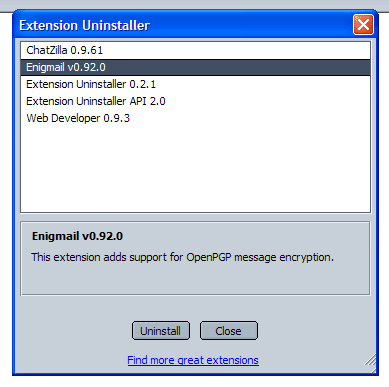 Extension Uninstaller
ChatZilla 0.9.61
Enigmail v0.92.0
Extension Uninstaller 0.2.1
Extension Uninstaller API 2.0
Web Developer 0.9.3
Enigmail v0.92.0
This extension adds support for OpenPGP message encryption.
Uninstall Close
Find more great extensions